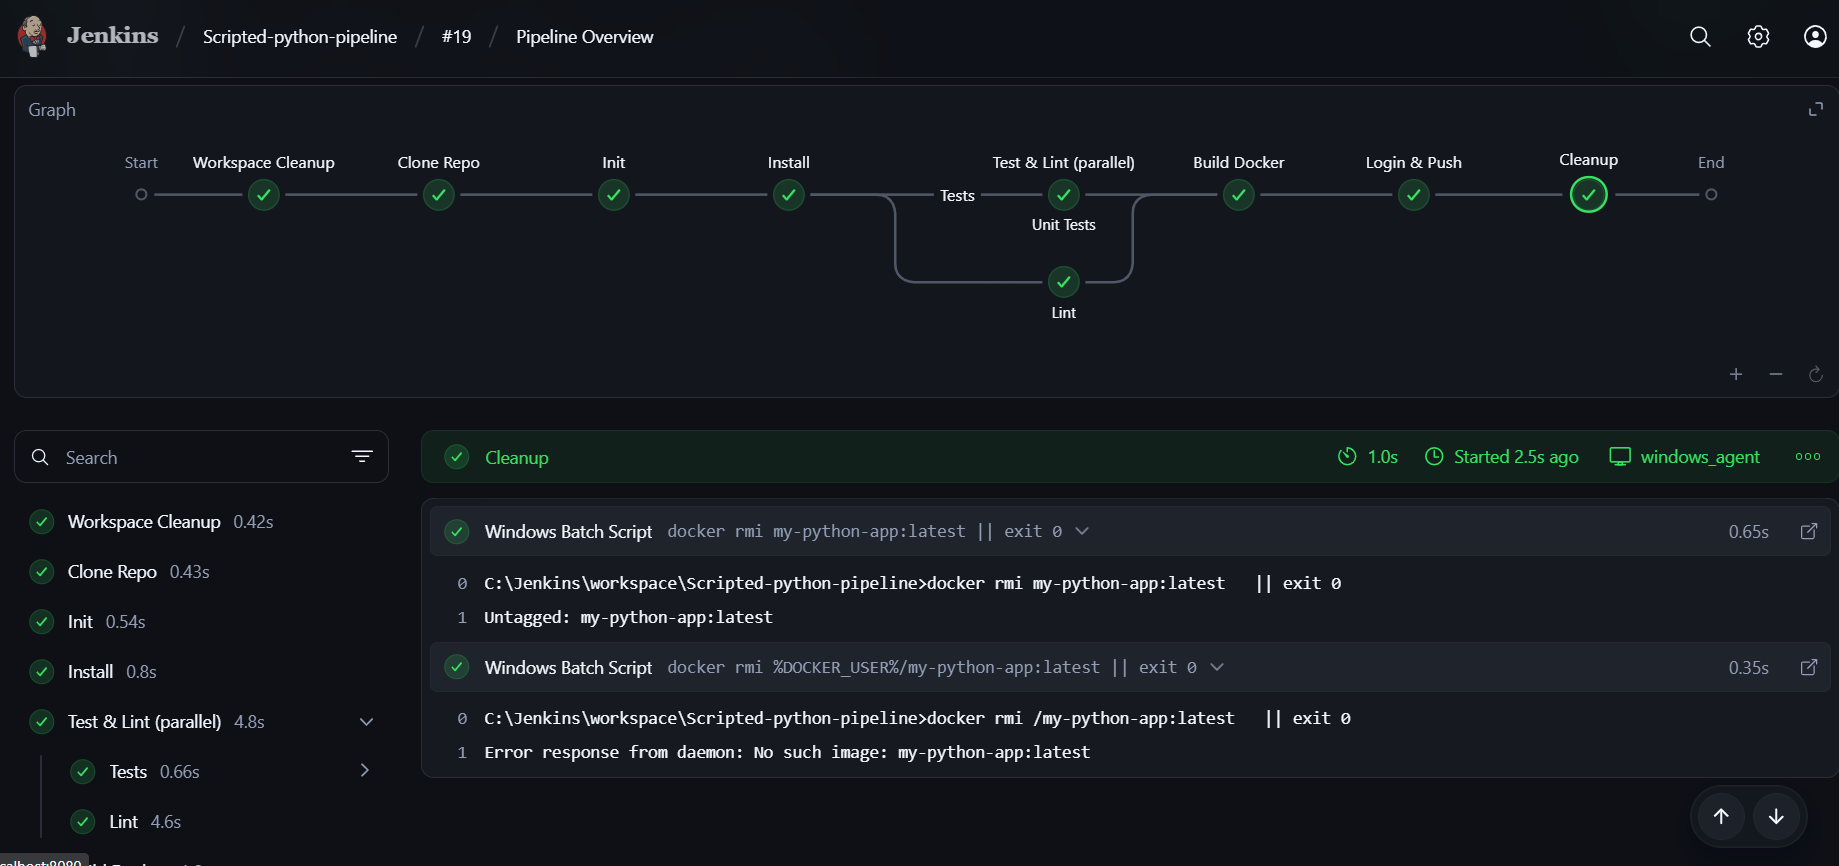 Jenkins / Scripted-python-pipeline / #19 / Pipeline Overview
Graph
Start Workspace Cleanup Clone Repo Init Install Test & Lint (parallel) Build Docker Login & Push Cleanup End
Tests
Unit Tests
Lint
Search
Workspace Cleanup 0.42s
Clone Repo 0.43s
Init 0.54s
Install 0.8s
Test & Lint (parallel) 4.8s
Tests 0.66s
Lint 4.6s
Cleanup 1.0s Started 2.5s ago windows_agent
Windows Batch Script docker rmi my-python-app:latest || exit 0 0.65s
0 C:\Jenkins\workspace\Scripted-python-pipeline>docker rmi my-python-app:latest   || exit 0
1 Untagged: my-python-app:latest
Windows Batch Script docker rmi %DOCKER_USER%/my-python-app:latest || exit 0 0.35s
0 C:\Jenkins\workspace\Scripted-python-pipeline>docker rmi /my-python-app:latest   || exit 0
1 Error response from daemon: No such image: my-python-app:latest